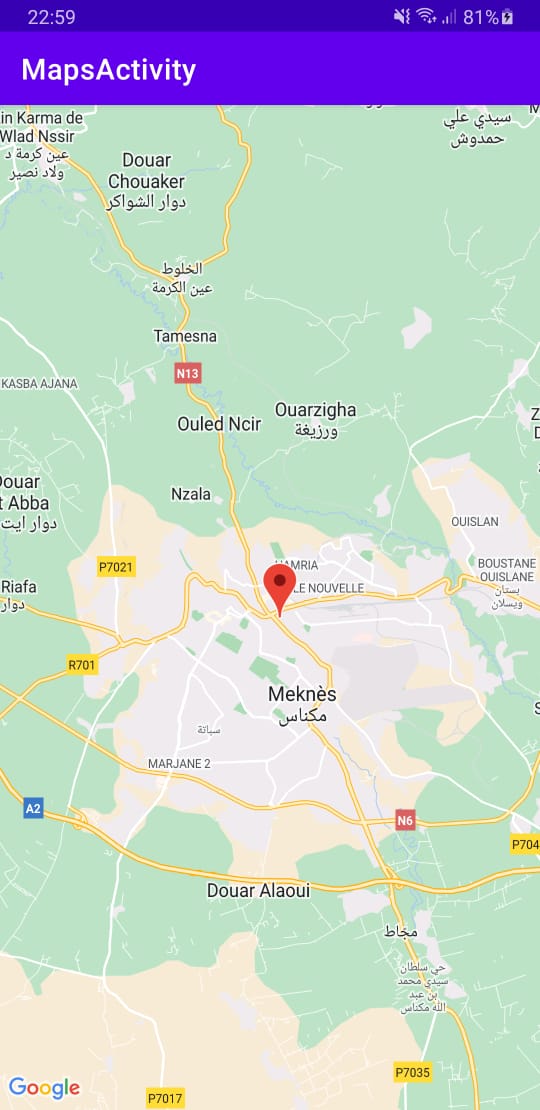 22:59
81%
MapsActivity
in Karma de
Wlad Nssir
عين كرمة د
ولاد نصير
سيدي علي
حمدوش
Douar
Chouaker
دوار الشواكر
الخلوط
عين الكرمة
Tamesna
N13
KASBA AJANA
Ouarzigha
ورزيغة
Ouled Ncir
Douar
t Abba
دوار ايت
Nzala
OUISLAN
P7021
HAMRIA
LE NOUVELLE
BOUSTANE
OUISLANE
بستان
ويسلان
Riafa
دوار
R701
Meknès
مكناس
سباتة
MARJANE 2
A2
N6
P704
Douar Alaoui
مجاط
حي سلطان
سيدي محمد
بن عبد
الله مكناس
P7035
Google
P7017